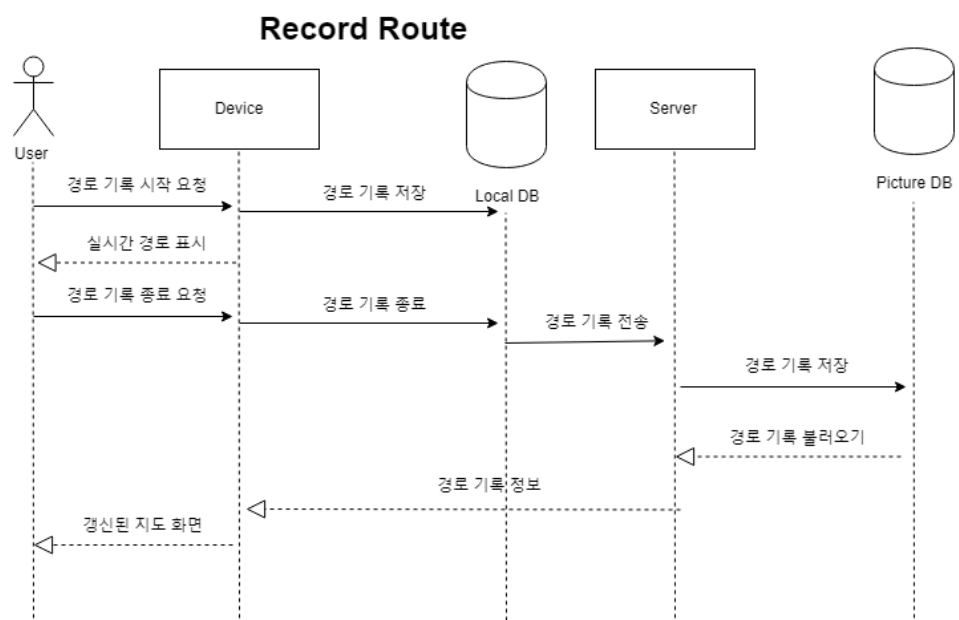 Record Route
Device
Server
User
Local DB
Picture DB
경로 기록 시작 요청
경로 기록 저장
실시간 경로 표시
경로 기록 종료 요청
경로 기록 종료
경로 기록 전송
경로 기록 저장
경로 기록 불러오기
경로 기록 정보
갱신된 지도 화면